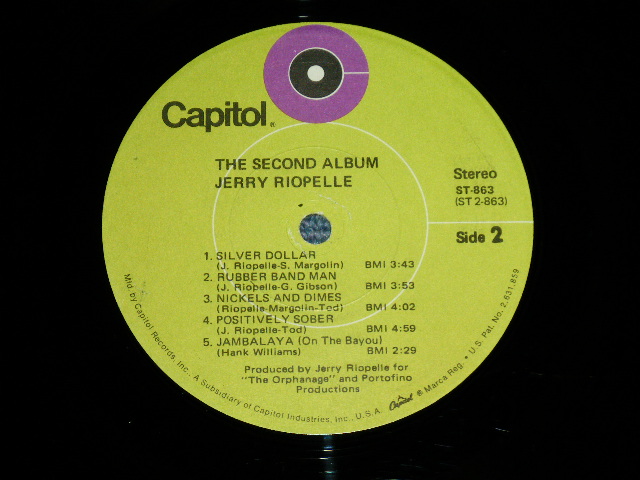 Capitol®
THE SECOND ALBUM
JERRY RIOPELLE
Stereo
ST-863
(ST 2-863)
Side 2
1. SILVER DOLLAR
(J. Riopelle-S. Margolin) BMI 3:43
2. RUBBER BAND MAN
(J. Riopelle-G. Gibson) BMI 3:53
3. NICKELS AND DIMES
(Riopelle-Margolin-Tod) BMI 4:02
4. POSITIVELY SOBER
(J. Riopelle-Tod) BMI 4:59
5. JAMBALAYA (On The Bayou)
(Hank Williams) BMI 2:29
Produced by Jerry Riopelle for
"The Orphanage" and Portofino
Productions
Mfd. by Capitol Records, Inc., A Subsidiary of Capitol Industries, Inc., U.S.A. Capitol ® Marca Reg. • U.S. Pat. No. 2,631,859